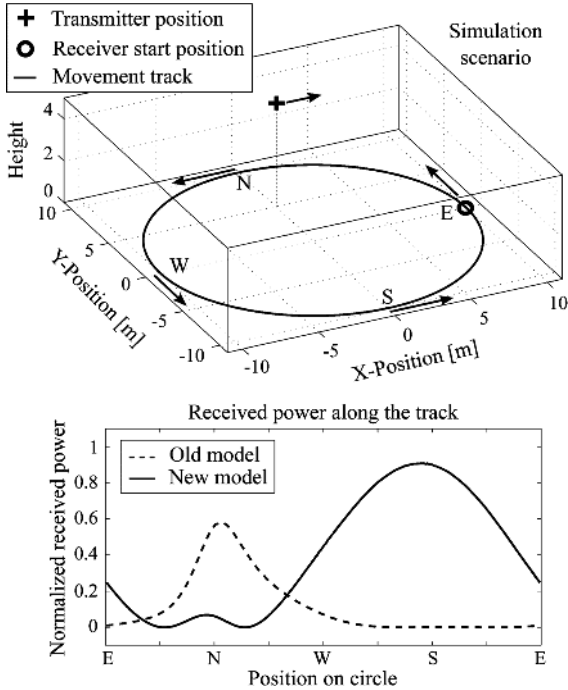 Transmitter position
Receiver start position
Movement track
Simulation
scenario
Height
4
2
0
10
5
0
-5
-10
Y-Position [m]
-10
-5
0
5
10
X-Position [m]
N
E
W
S
Received power along the track
Normalized received power
1
0.8
0.6
0.4
0.2
0
Old model
New model
E
N
W
S
E
Position on circle